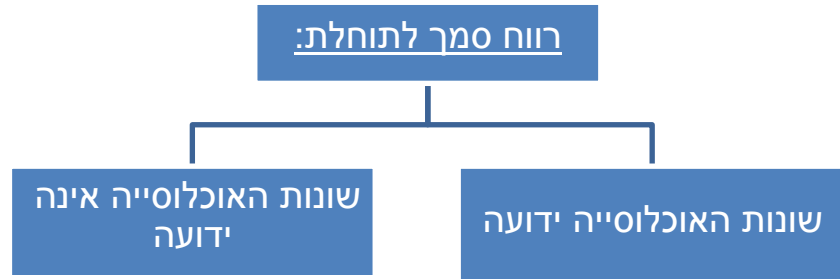 רווח סמך לתוחלת:
שונות האוכלוסייה ידועה
שונות האוכלוסייה אינה
ידועה